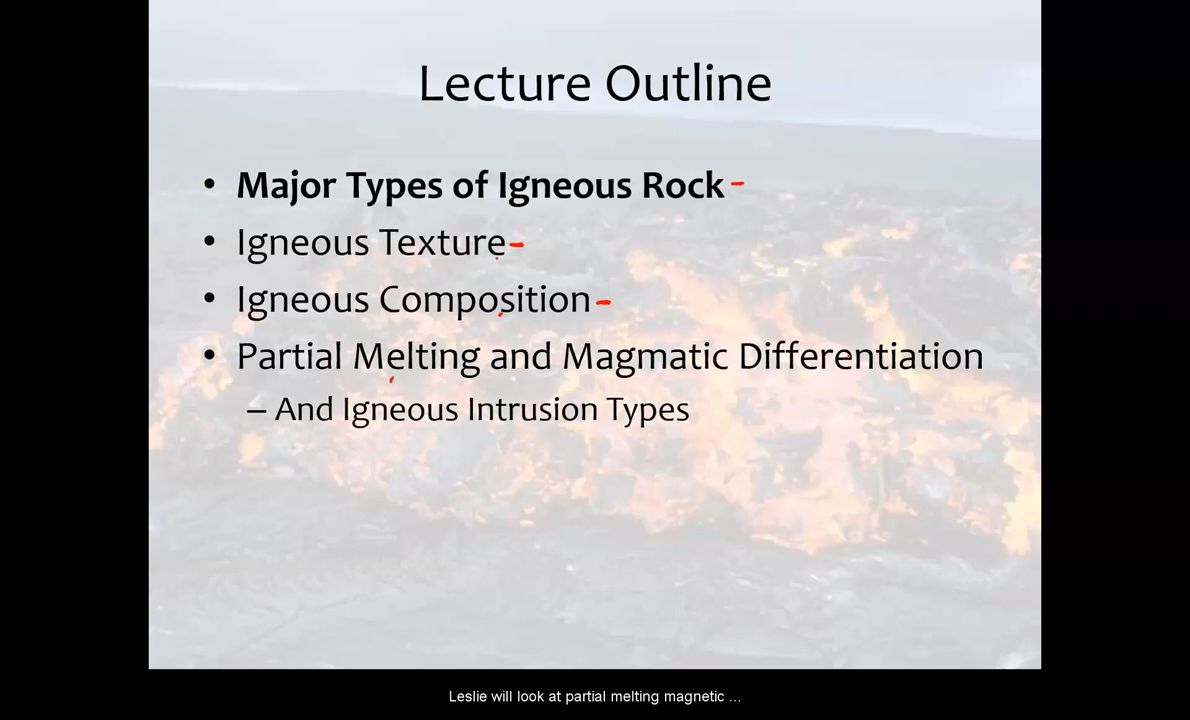 Lecture Outline
• Major Types of Igneous Rock
• Igneous Texture
• Igneous Composition
• Partial Melting and Magmatic Differentiation
– And Igneous Intrusion Types
Leslie will look at partial melting magnetic ...